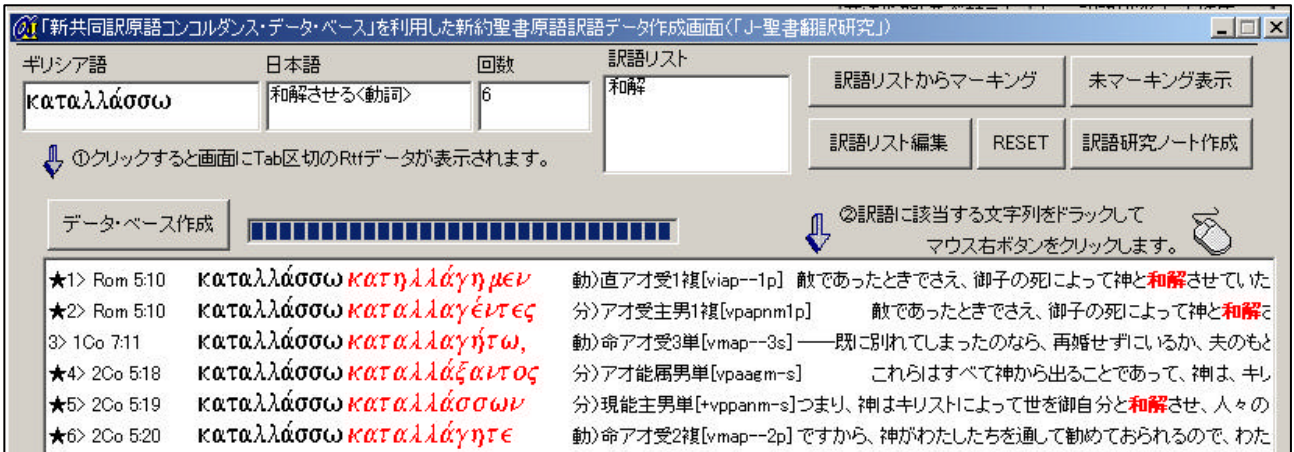 「新共同訳原語コンコルダンス・データ・ベース」を利用した新約聖書原語訳語データ作成画面(「J-聖書翻訳研究」)
ギリシア語 日本語 回数 訳語リスト
καταλλάσσω 和解させる<動詞> 6 和解
訳語リストからマーキング 未マーキング表示
訳語リスト編集 RESET 訳語研究ノート作成
①クリックすると画面にTab区切のRtfデータが表示されます。
データ・ベース作成
②訳語に該当する文字列をドラックして
マウス右ボタンをクリックします。
★1> Rom 5:10 καταλλάσσω κατηλλάγημεν 動)直アオ受1複[viap--1p] 敵であったときでさえ、御子の死によって神と和解させていた
★2> Rom 5:10 καταλλάσσω καταλλαγέντες 分)アオ受主男1複[vpapnm1p] 敵であったときでさえ、御子の死によって神と和解さ
3> 1Co 7:11 καταλλάσσω καταλλαγήτω, 動)命アオ受3単[vmap--3s] ――既に別れてしまったのなら、再婚せずにいるか、夫のもと
★4> 2Co 5:18 καταλλάσσω καταλλάξαντος 分)アオ能属男単[vpaagm-s] これらはすべて神から出ることであって、神は、キリ
★5> 2Co 5:19 καταλλάσσω καταλλάσσων 分)現能主男単[+vppanm-s]つまり、神はキリストによって世を御自分と和解させ、人々の
★6> 2Co 5:20 καταλλάσσω καταλλάγητε 動)命アオ受2複[vmap--2p] ですから、神がわたしたちを通して勧めておられるので、わた